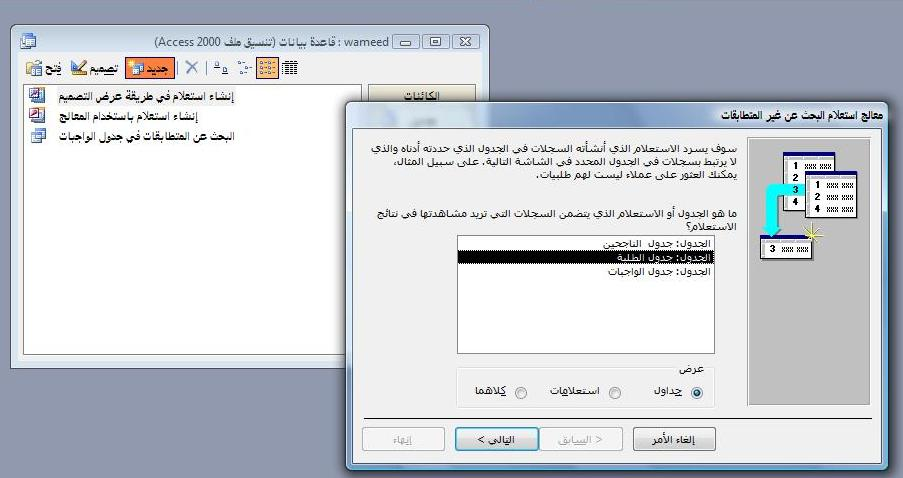 wameed : قاعدة بيانات (تنسيق ملف Access 2000)
فتح
تصميم
جديد
الكائنات
إنشاء استعلام في طريقة عرض التصميم
إنشاء استعلام باستخدام المعالج
البحث عن المتطابقات في جدول الواجبات
معالج استعلام البحث عن غير المتطابقات
سوف يسرد الاستعلام الذي أنشأته السجلات في الجدول الذي حددته أدناه والذي
لا يرتبط بسجلات في الجدول المحدد في الشاشة التالية. على سبيل المثال،
يمكنك العثور على عملاء ليست لهم طلبيات.
ما هو الجدول أو الاستعلام الذي يتضمن السجلات التي تريد مشاهدتها في نتائج
الاستعلام؟
الجدول: جدول الناجحين
الجدول: جدول الطلبة
الجدول: جدول الواجبات
عرض
جداول
استعلامات
كلاهما
إلغاء الأمر
< السابق
التالي >
إنهاء
1 xxx xxx
2 xxx
3
4
1 xxx xxx
2 xxx xxx
4 xxx xxx
3 xxx xxx